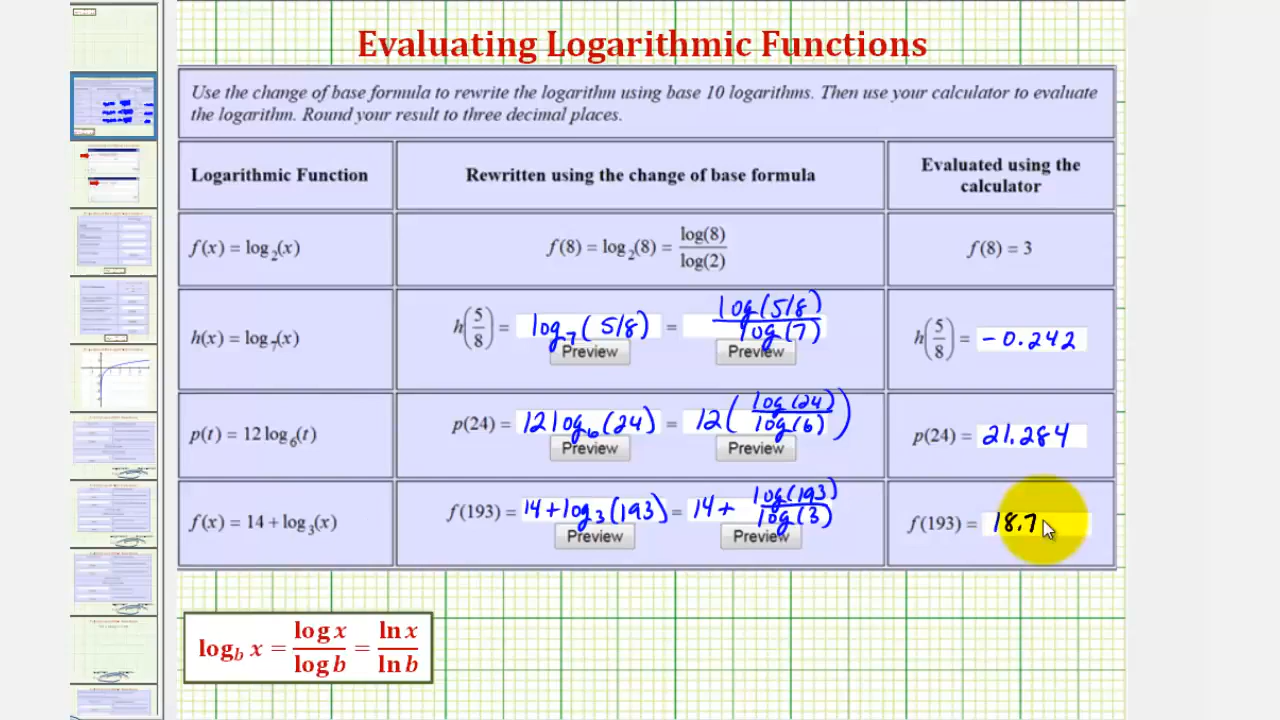 Evaluating Logarithmic Functions
Use the change of base formula to rewrite the logarithm using base 10 logarithms. Then use your calculator to evaluate
the logarithm. Round your result to three decimal places.
Logarithmic Function
Rewritten using the change of base formula
Evaluated using the
calculator
f(x) = log₂(x)
f(8) = log₂(8) = log(8)/log(2)
f(8) = 3
h(x) = log₇(x)
h(5/8) = log₇(5/8) = log(5/8)/log(7)
Preview Preview
h(5/8) = -0.242
p(t) = 12 log₆(t)
p(24) = 12 log₆(24) = 12(log(24)/log(6))
Preview Preview
p(24) = 21.284
f(x) = 14 + log₃(x)
f(193) = 14 + log₃(193) = 14 + log(193)/log(3)
Preview Preview
f(193) = 18.7
log_b x = log x/log b = ln x/ln b